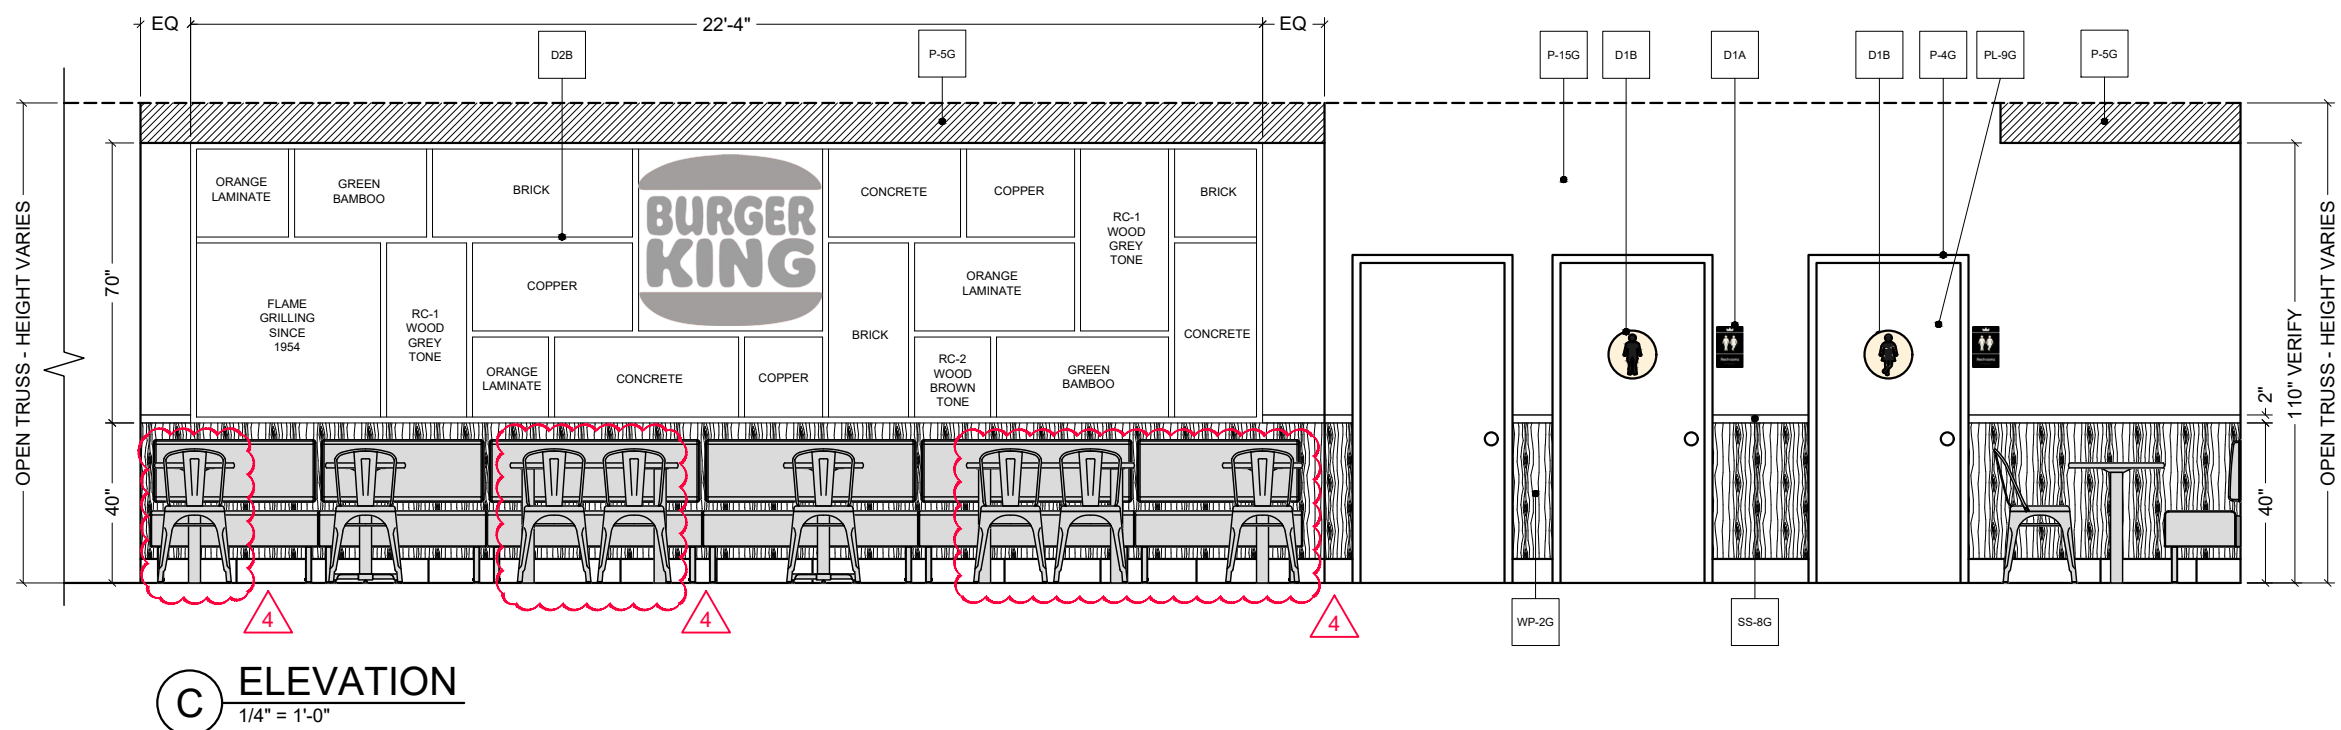 EQ
22'-4"
EQ
D2B
P-5G
P-15G
D1B
D1A
D1B
P-4G
PL-9G
P-5G
OPEN TRUSS - HEIGHT VARIES
70"
40"
ORANGE
LAMINATE
GREEN
BAMBOO
BRICK
BURGER
KING
CONCRETE
COPPER
RC-1
WOOD
GREY
TONE
BRICK
FLAME
GRILLING
SINCE
1954
RC-1
WOOD
GREY
TONE
COPPER
ORANGE
LAMINATE
CONCRETE
COPPER
BRICK
ORANGE
LAMINATE
RC-2
WOOD
BROWN
TONE
GREEN
BAMBOO
CONCRETE
Restrooms
Restrooms
2"
110" VERIFY
40"
OPEN TRUSS - HEIGHT VARIES
4
4
4
WP-2G
SS-8G
C
ELEVATION
1/4" = 1'-0"